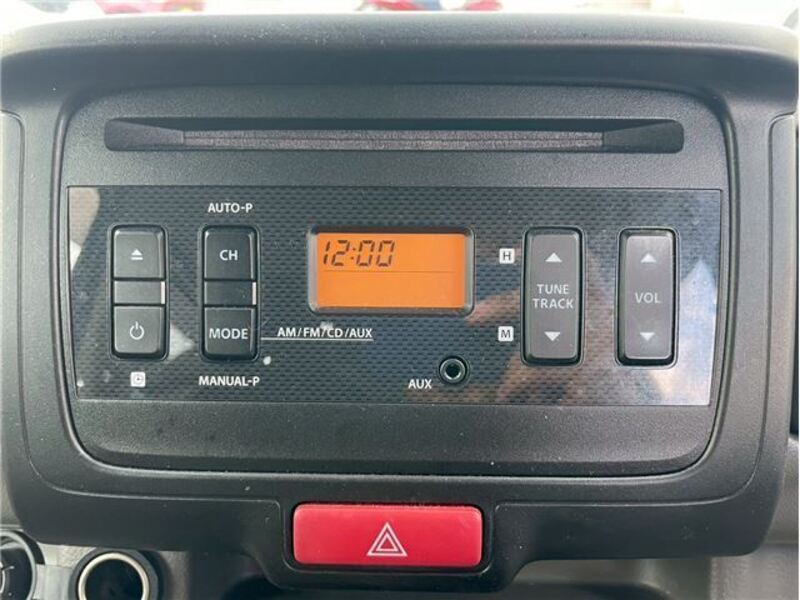 AUTO-P
CH
12:00
H
TUNE
TRACK
VOL
MODE
AM/FM/CD/AUX
M
C
MANUAL-P
AUX